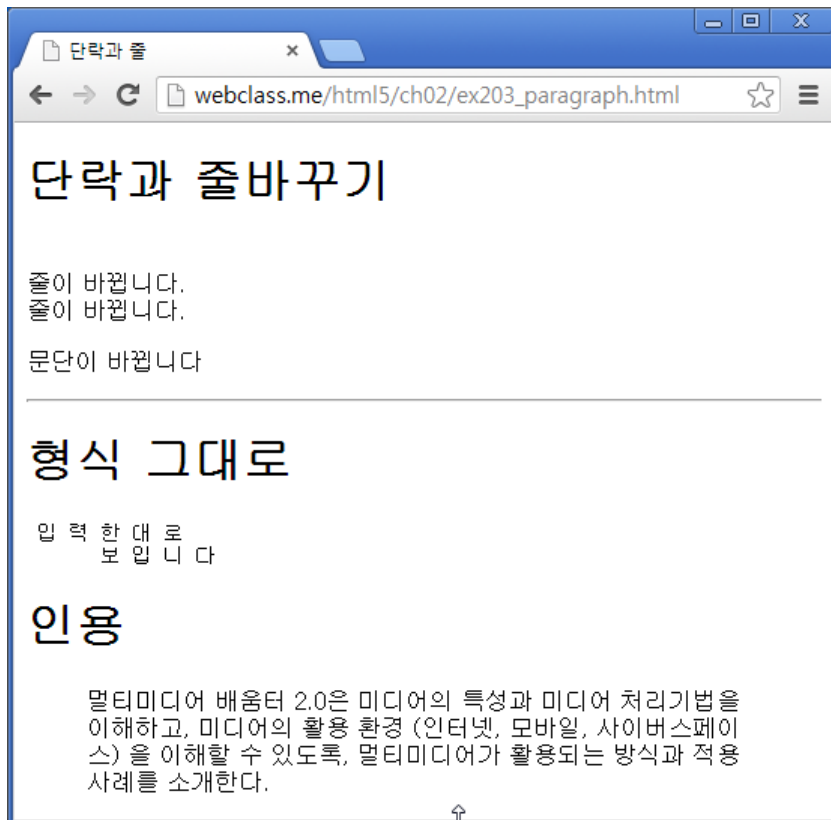 단락과 줄
webclass.me/html5/ch02/ex203_paragraph.html
단락과 줄바꾸기
줄이 바뀝니다.
줄이 바뀝니다.
문단이 바뀝니다
형식 그대로
입 력 한 대 로
보 입 니 다
인용
멀티미디어 배움터 2.0은 미디어의 특성과 미디어 처리기법을
이해하고, 미디어의 활용 환경 (인터넷, 모바일, 사이버스페이
스) 을 이해할 수 있도록, 멀티미디어가 활용되는 방식과 적용
사례를 소개한다.